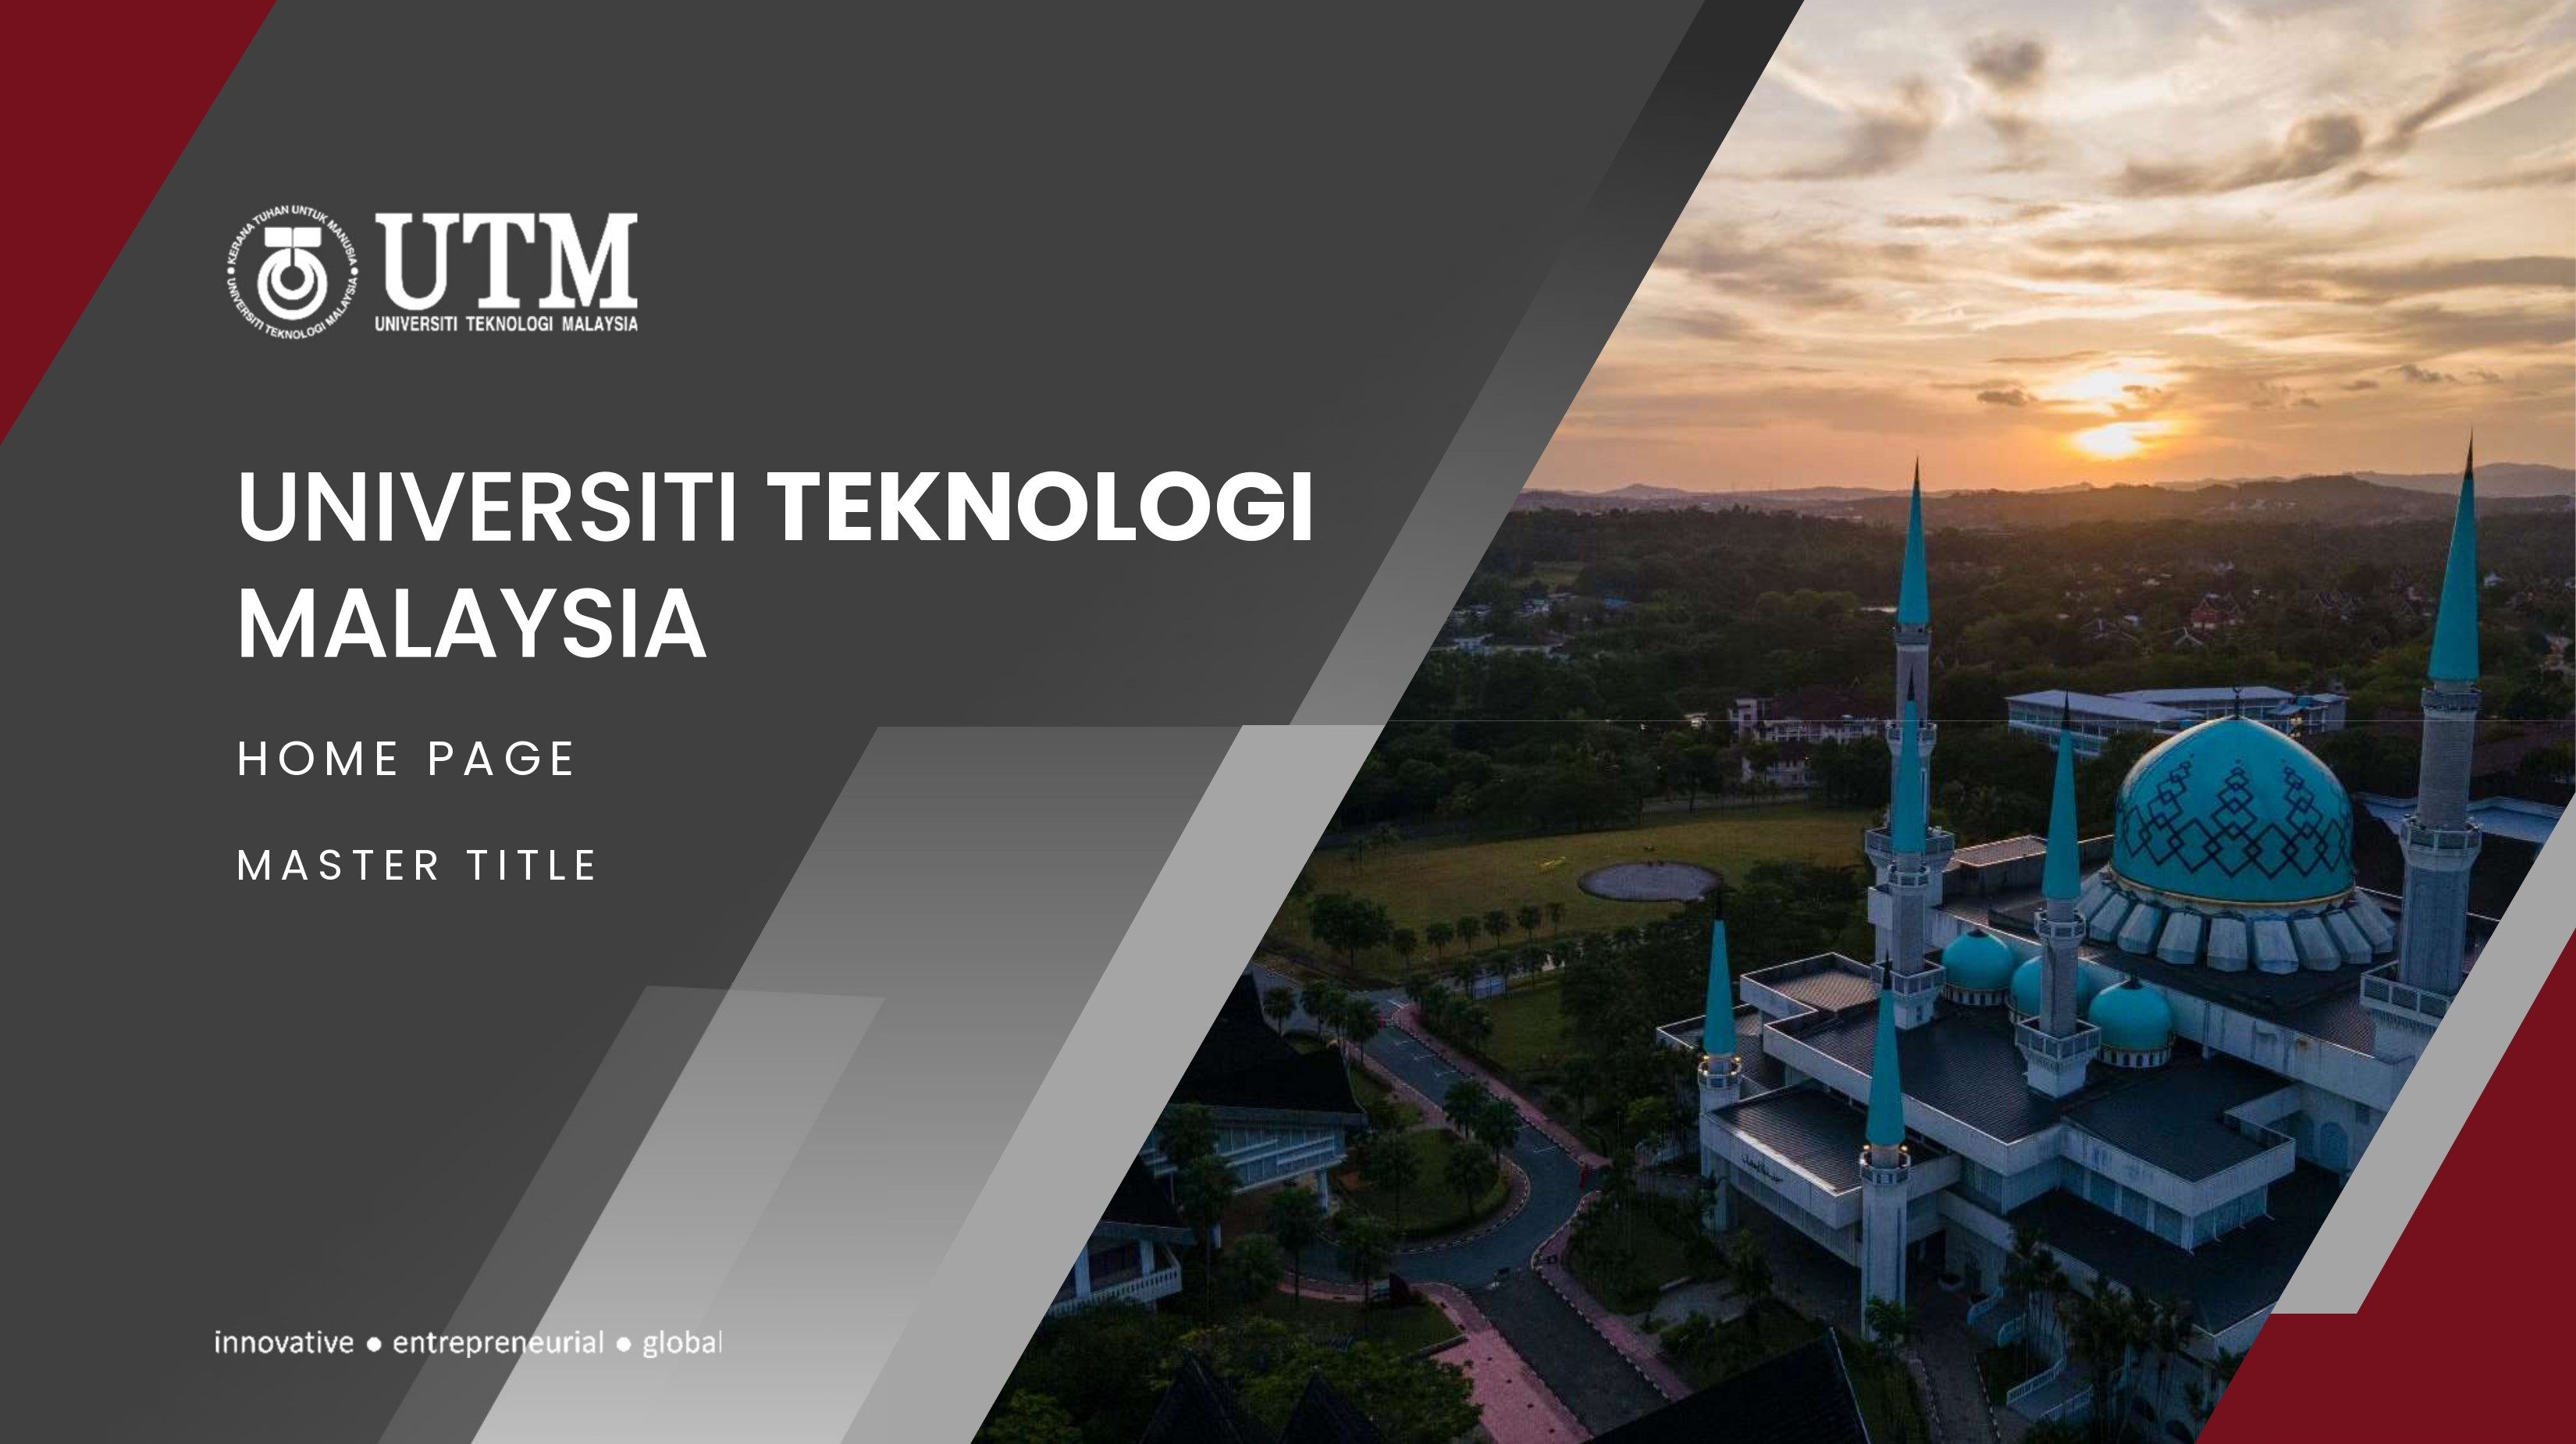 KERANA TUHAN UNTUK MANUSIA
UNIVERSITI TEKNOLOGI MALAYSIA
UTM
UNIVERSITI TEKNOLOGI MALAYSIA
UNIVERSITI TEKNOLOGI
MALAYSIA
HOME PAGE
MASTER TITLE
innovative ● entrepreneurial ● global